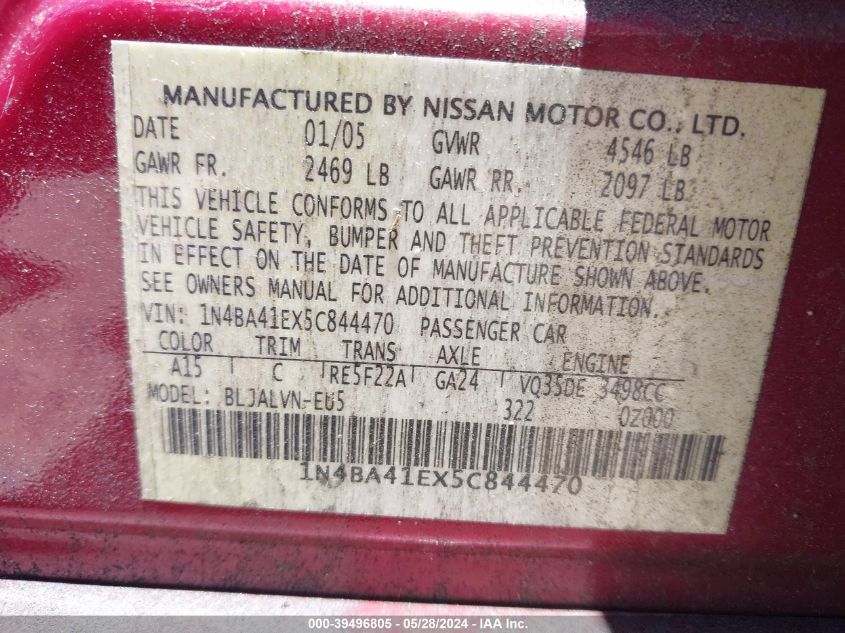 MANUFACTURED BY NISSAN MOTOR CO., LTD.
DATE 01/05 GVWR 4546 LB
GAWR FR. 2469 LB GAWR RR. 2097 LB
THIS VEHICLE CONFORMS TO ALL APPLICABLE FEDERAL MOTOR
VEHICLE SAFETY, BUMPER AND THEFT PREVENTION STANDARDS
IN EFFECT ON THE DATE OF MANUFACTURE SHOWN ABOVE.
SEE OWNERS MANUAL FOR ADDITIONAL INFORMATION.
VIN: 1N4BA41EX5C844470 PASSENGER CAR
COLOR TRIM TRANS AXLE ENGINE
A15 C RE5F22A GA24 VQ35DE 3498CC
MODEL: BLJALVN-EU5 322 0Z000
1N4BA41EX5C844470
000-39496805 - 05/28/2024 - IAA Inc.